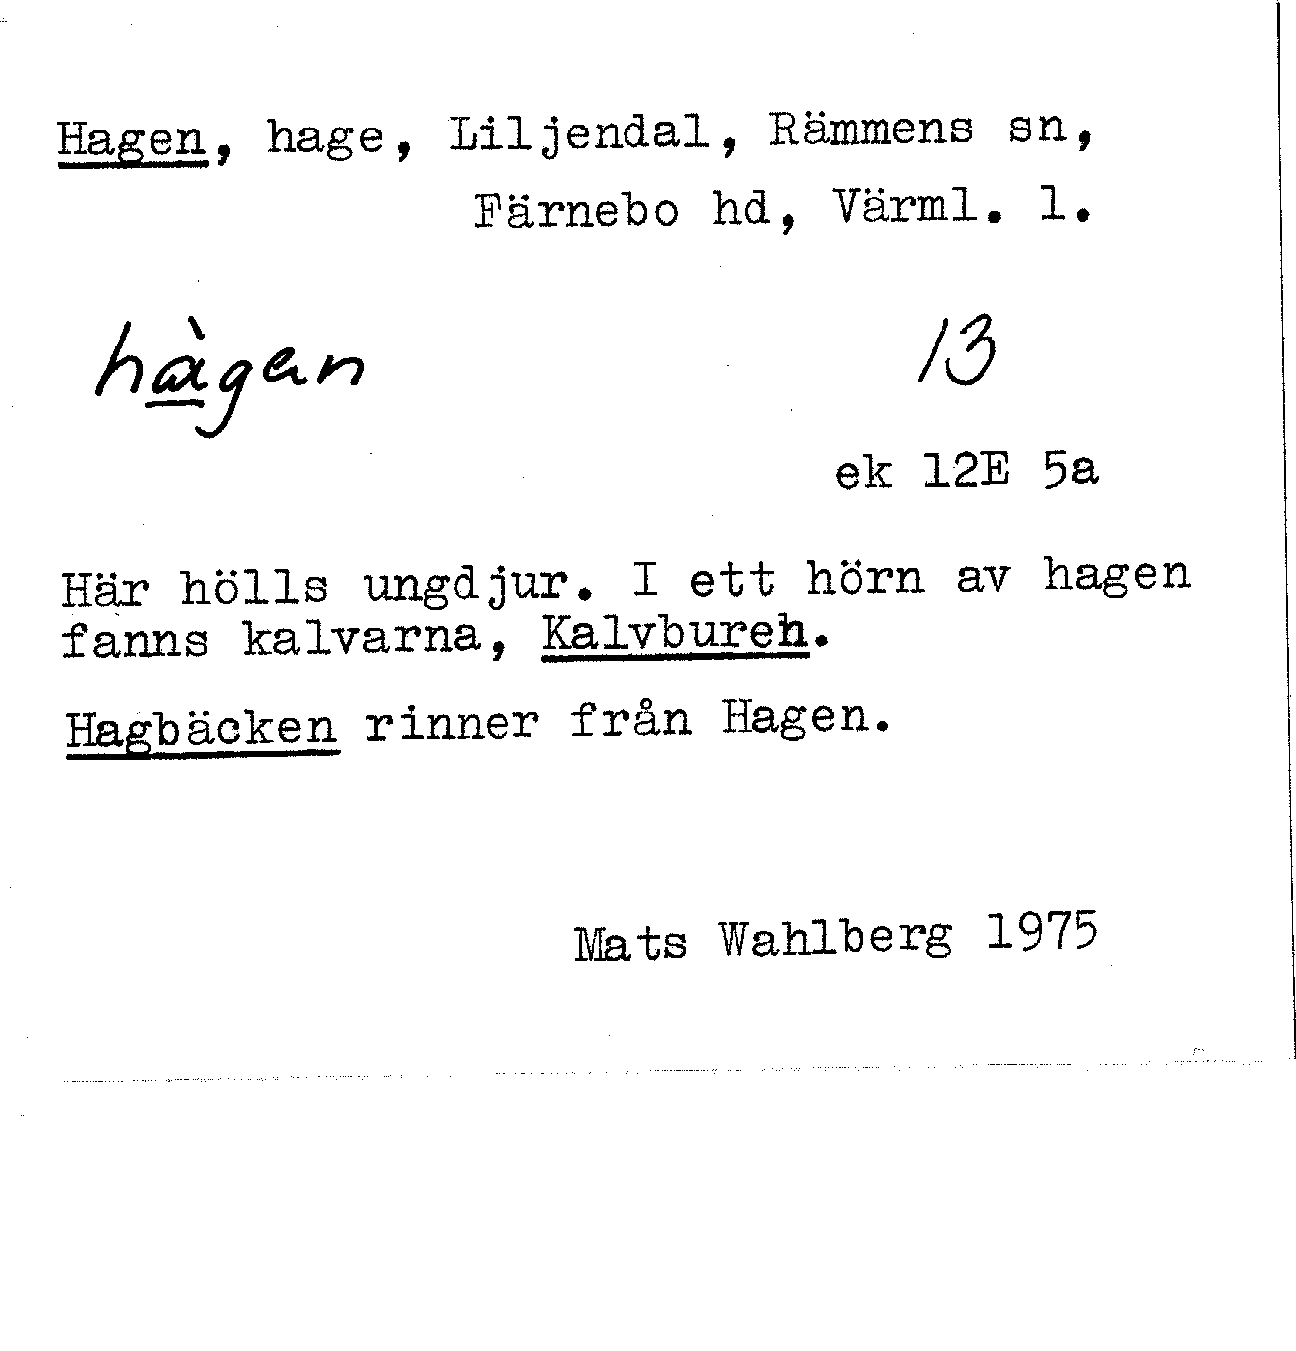 Hagen, hage, Liljendal, Rämmens sn,
Färnebo hd, Värml. l.
hàgen 13
ek 12E 5a
Här hölls ungdjur. I ett hörn av hagen
fanns kalvarna, Kalvburen.
Hagbäcken rinner från Hagen.
Mats Wahlberg 1975